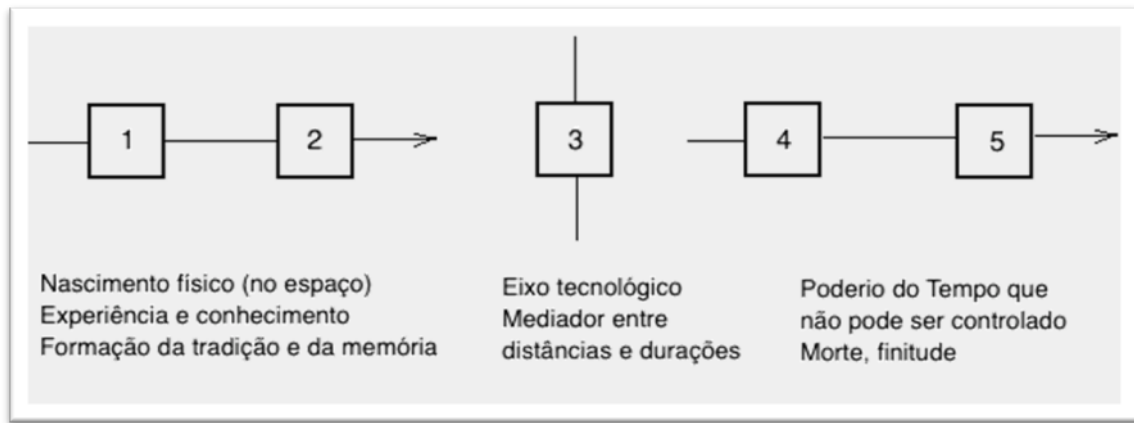 1
2
3
4
5
Nascimento físico (no espaço)
Experiência e conhecimento
Formação da tradição e da memória
Eixo tecnológico
Mediador entre
distâncias e durações
Poderio do Tempo que
não pode ser controlado
Morte, finitude